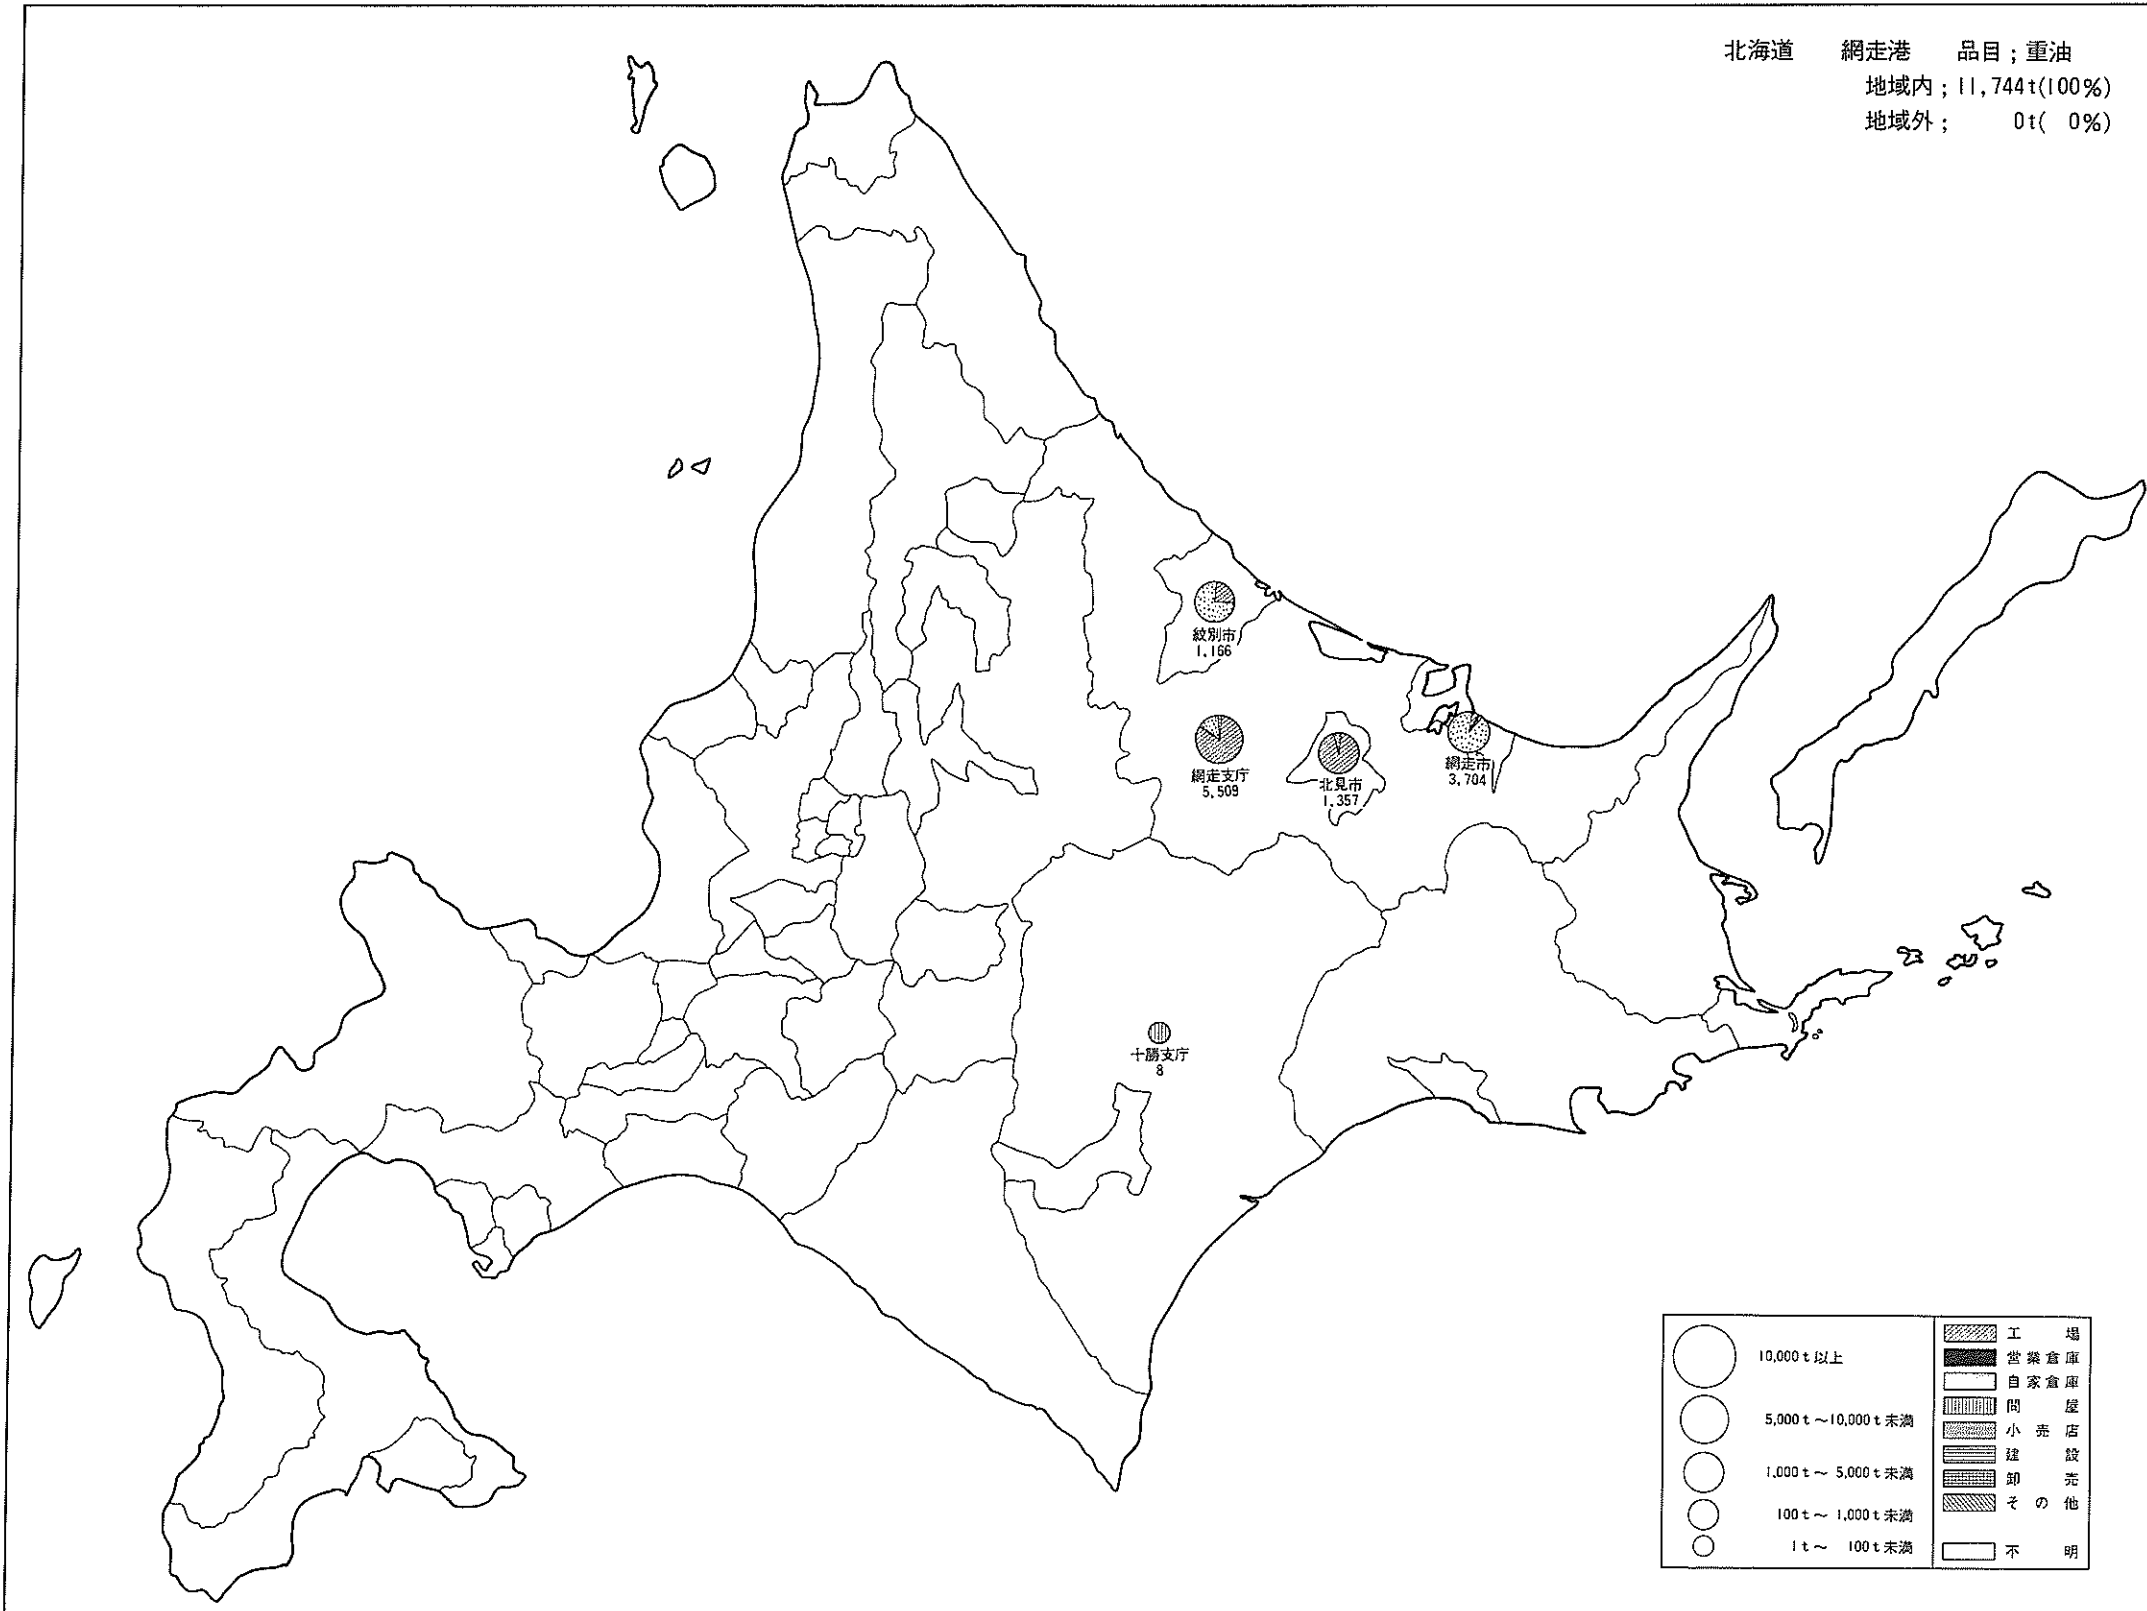 北海道　網走港　品目；重油
地域内；11,744t(100%)
地域外；　0t(　0%)
紋別市
1,166
網走支庁
5,509
北見市
1,357
網走市
3,704
十勝支庁
8
10,000t以上
5,000t～10,000t未満
1,000t～ 5,000t未満
100t～ 1,000t未満
1t～ 100t未満
工場
営業倉庫
自家倉庫
問屋
小売店
建設
卸売
その他
不明